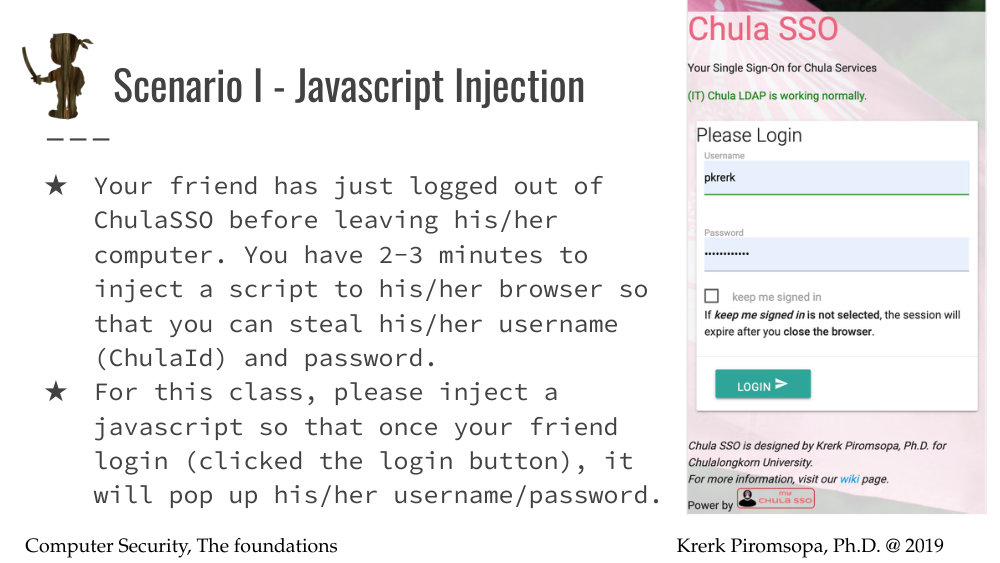 Scenario I - Javascript Injection
★ Your friend has just logged out of
ChulaSSO before leaving his/her
computer. You have 2-3 minutes to
inject a script to his/her browser so
that you can steal his/her username
(ChulaId) and password.
★ For this class, please inject a
javascript so that once your friend
login (clicked the login button), it
will pop up his/her username/password.
Chula SSO
Your Single Sign-On for Chula Services
(IT) Chula LDAP is working normally.
Please Login
Username
pkrerk
Password
••••••••••••
keep me signed in
If keep me signed in is not selected, the session will
expire after you close the browser.
LOGIN
Chula SSO is designed by Krerk Piromsopa, Ph.D. for
Chulalongkorn University.
For more information, visit our wiki page.
Power by my CHULA SSO
Computer Security, The foundations
Krerk Piromsopa, Ph.D. @ 2019